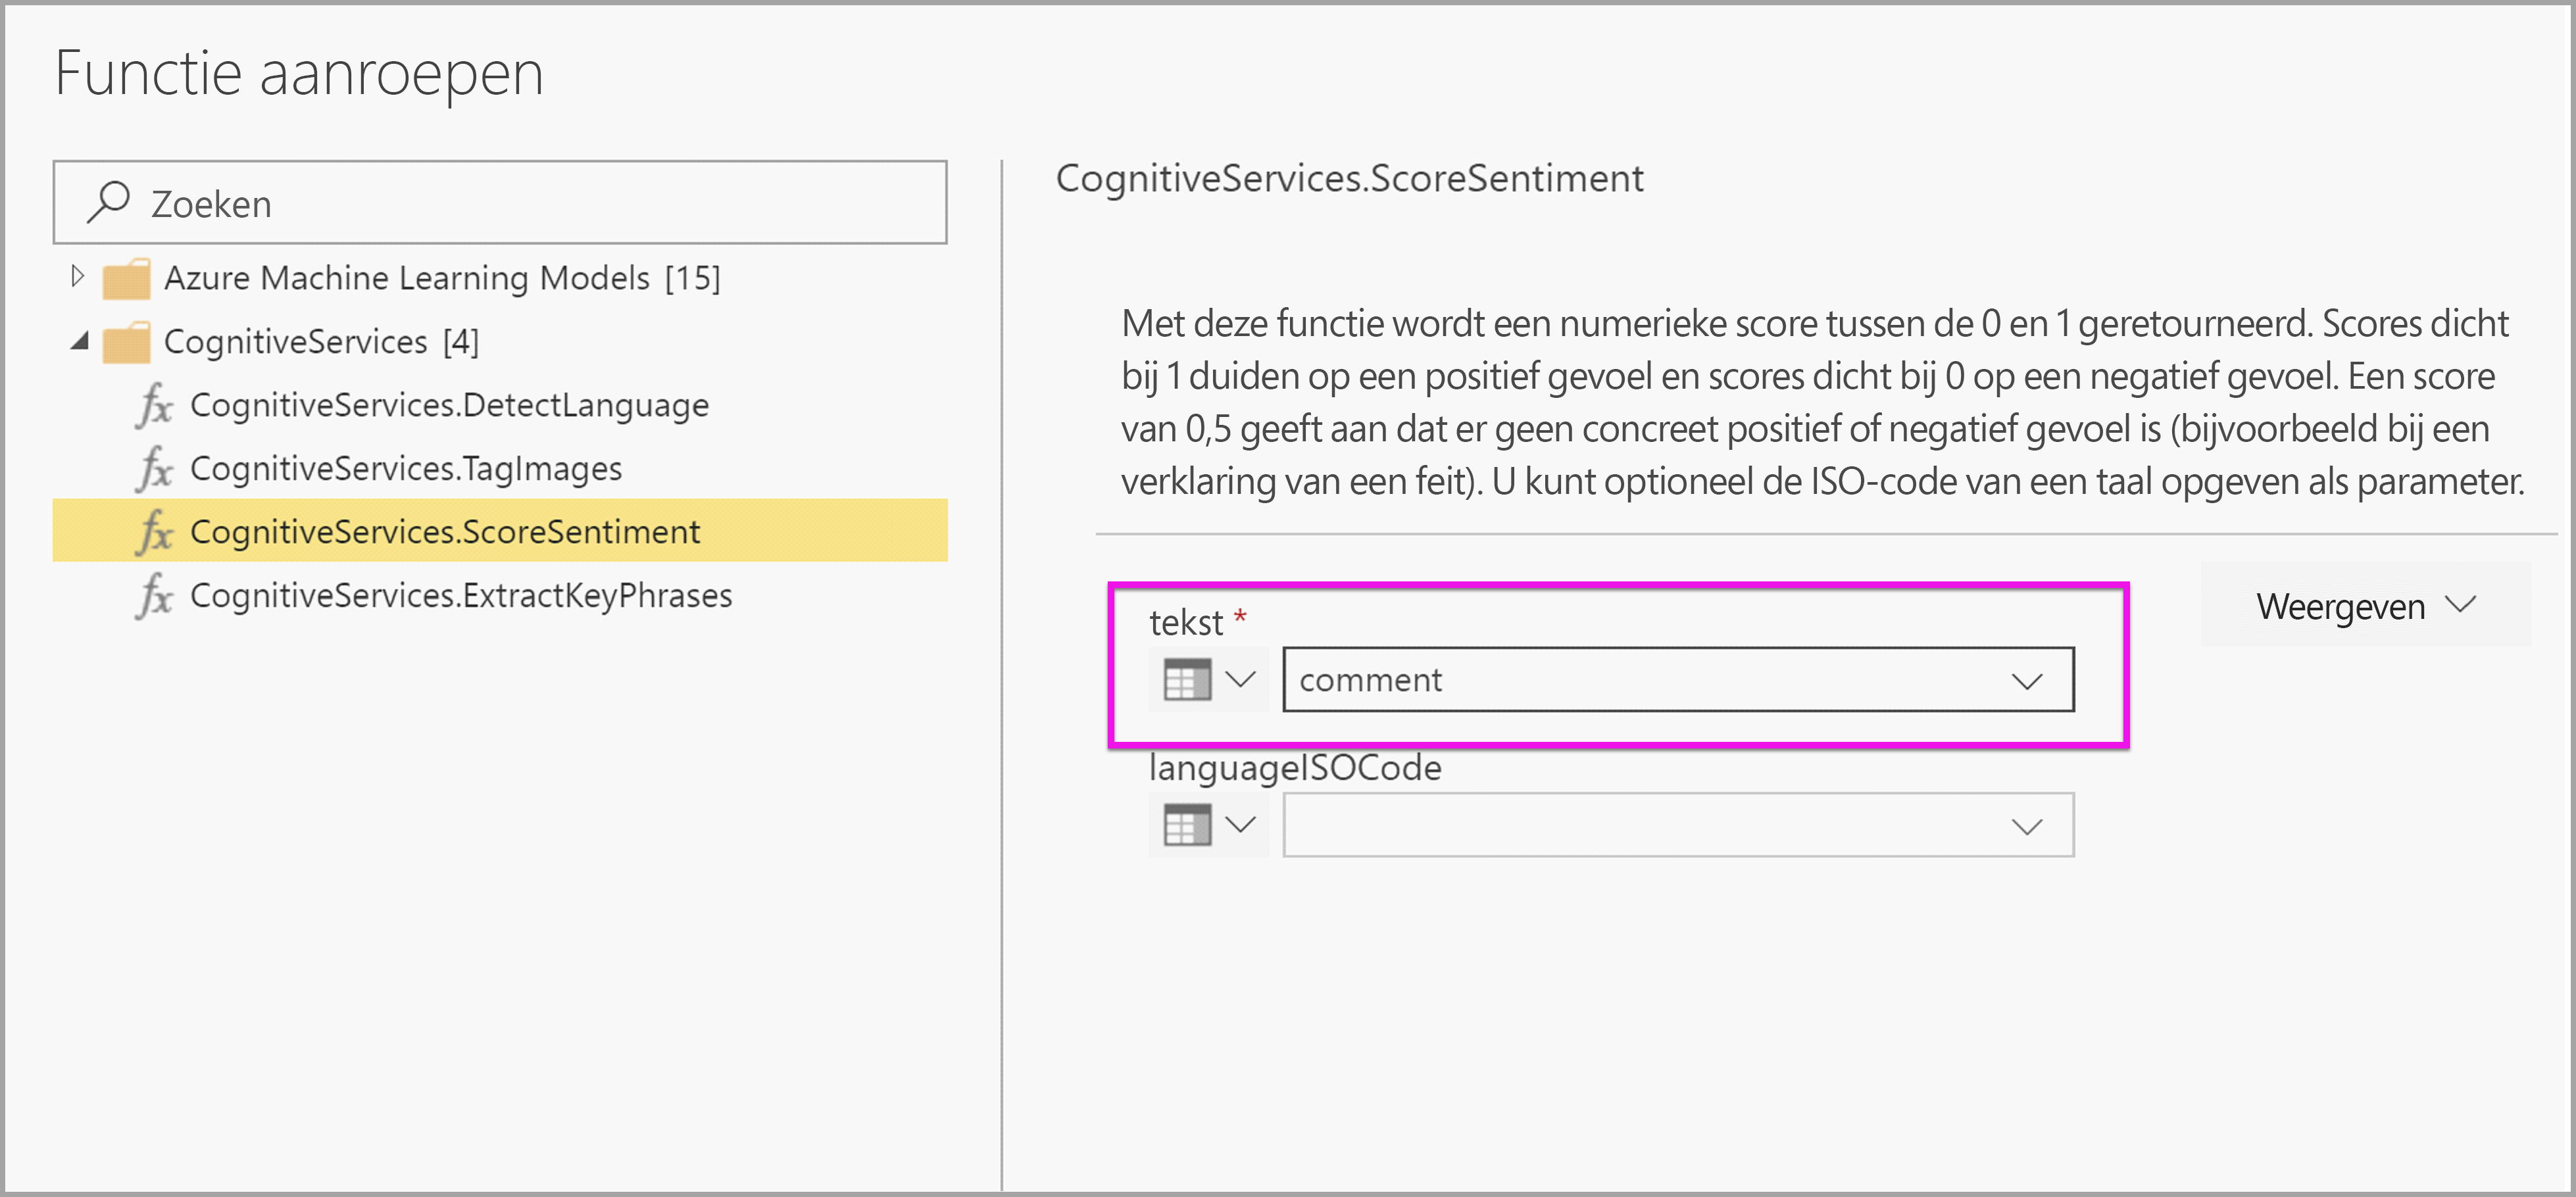 Functie aanroepen
Zoeken
Azure Machine Learning Models [15]
CognitiveServices [4]
fx CognitiveServices.DetectLanguage
fx CognitiveServices.TagImages
fx CognitiveServices.ScoreSentiment
fx CognitiveServices.ExtractKeyPhrases
CognitiveServices.ScoreSentiment
Met deze functie wordt een numerieke score tussen de 0 en 1 geretourneerd. Scores dicht
bij 1 duiden op een positief gevoel en scores dicht bij 0 op een negatief gevoel. Een score
van 0,5 geeft aan dat er geen concreet positief of negatief gevoel is (bijvoorbeeld bij een
verklaring van een feit). U kunt optioneel de ISO-code van een taal opgeven als parameter.
Weergeven
tekst *
comment
languageISOCode